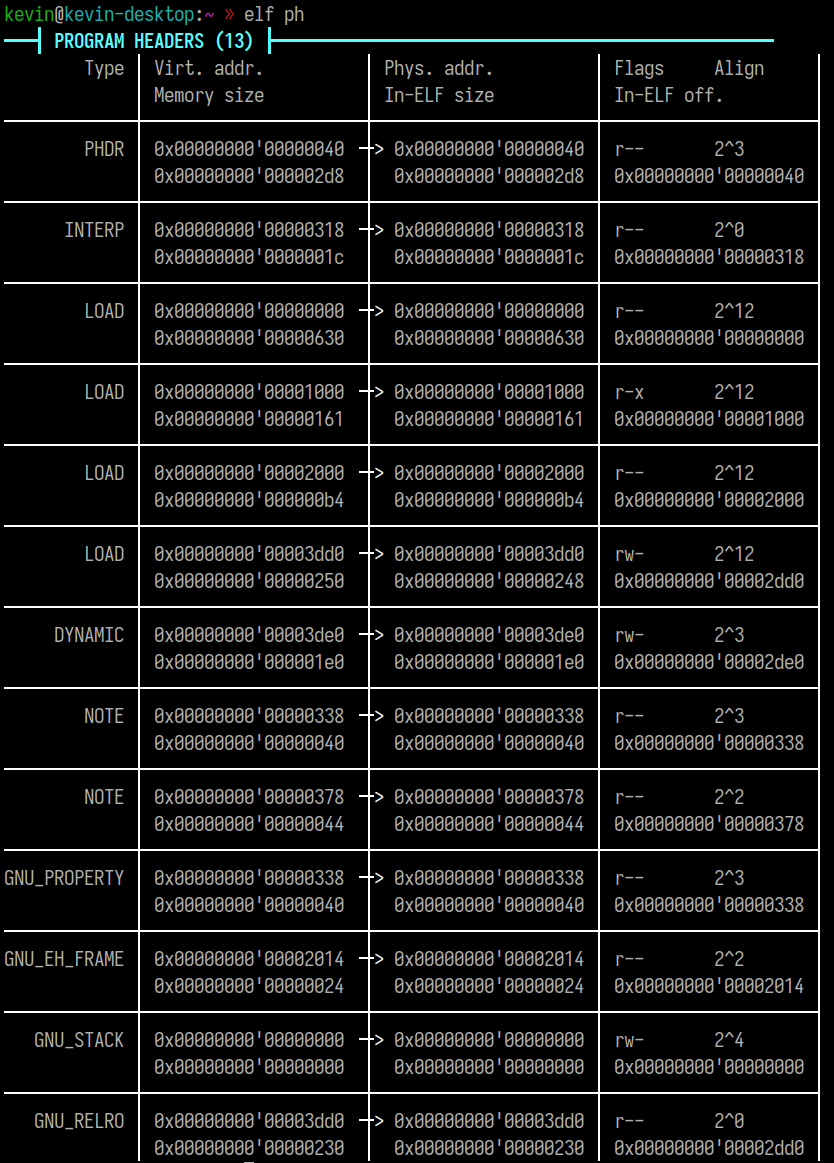 kevin@kevin-desktop:~ » elf ph
PROGRAM HEADERS (13)
Type Virt. addr. Phys. addr. Flags Align
Memory size In-ELF size In-ELF off.
PHDR 0x00000000'00000040 —> 0x00000000'00000040 r-- 2^3
0x00000000'000002d8 0x00000000'000002d8 0x00000000'00000040
INTERP 0x00000000'00000318 —> 0x00000000'00000318 r-- 2^0
0x00000000'0000001c 0x00000000'0000001c 0x00000000'00000318
LOAD 0x00000000'00000000 —> 0x00000000'00000000 r-- 2^12
0x00000000'00000630 0x00000000'00000630 0x00000000'00000000
LOAD 0x00000000'00001000 —> 0x00000000'00001000 r-x 2^12
0x00000000'00000161 0x00000000'00000161 0x00000000'00001000
LOAD 0x00000000'00002000 —> 0x00000000'00002000 r-- 2^12
0x00000000'000000b4 0x00000000'000000b4 0x00000000'00002000
LOAD 0x00000000'00003dd0 —> 0x00000000'00003dd0 rw- 2^12
0x00000000'00000250 0x00000000'00000248 0x00000000'00002dd0
DYNAMIC 0x00000000'00003de0 —> 0x00000000'00003de0 rw- 2^3
0x00000000'000001e0 0x00000000'000001e0 0x00000000'00002de0
NOTE 0x00000000'00000338 —> 0x00000000'00000338 r-- 2^3
0x00000000'00000040 0x00000000'00000040 0x00000000'00000338
NOTE 0x00000000'00000378 —> 0x00000000'00000378 r-- 2^2
0x00000000'00000044 0x00000000'00000044 0x00000000'00000378
GNU_PROPERTY 0x00000000'00000338 —> 0x00000000'00000338 r-- 2^3
0x00000000'00000040 0x00000000'00000040 0x00000000'00000338
GNU_EH_FRAME 0x00000000'00002014 —> 0x00000000'00002014 r-- 2^2
0x00000000'00000024 0x00000000'00000024 0x00000000'00002014
GNU_STACK 0x00000000'00000000 —> 0x00000000'00000000 rw- 2^4
0x00000000'00000000 0x00000000'00000000 0x00000000'00000000
GNU_RELRO 0x00000000'00003dd0 —> 0x00000000'00003dd0 r-- 2^0
0x00000000'00000230 0x00000000'00000230 0x00000000'00002dd0